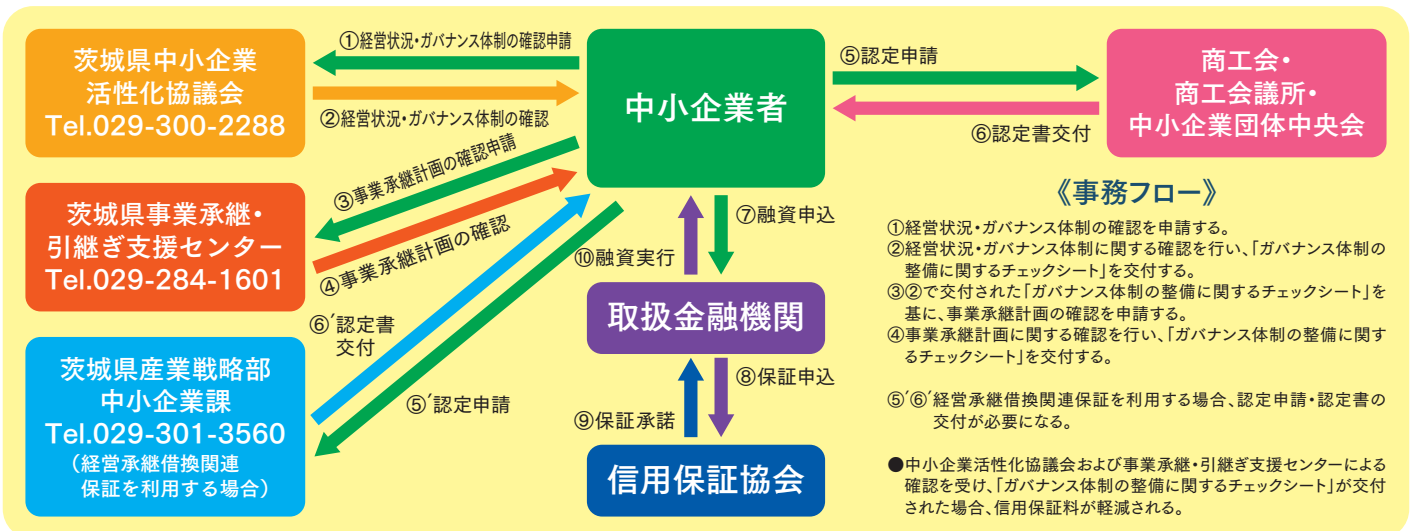 茨城県中小企業
活性化協議会
Tel.029-300-2288
①経営状況・ガバナンス体制の確認申請
②経営状況・ガバナンス体制の確認
中小企業者
⑤認定申請
⑥認定書交付
商工会・
商工会議所・
中小企業団体中央会
茨城県事業承継・
引継ぎ支援センター
Tel.029-284-1601
③事業承継計画の確認申請
④事業承継計画の確認
⑦融資申込
⑩融資実行
取扱金融機関
茨城県産業戦略部
中小企業課
Tel.029-301-3560
(経営承継借換関連
保証を利用する場合)
⑥′認定書
交付
⑤′認定申請
⑧保証申込
⑨保証承諾
信用保証協会
《事務フロー》
①経営状況・ガバナンス体制の確認を申請する。
②経営状況・ガバナンス体制に関する確認を行い、「ガバナンス体制の
整備に関するチェックシート」を交付する。
③②で交付された「ガバナンス体制の整備に関するチェックシート」を
基に、事業承継計画の確認を申請する。
④事業承継計画に関する確認を行い、「ガバナンス体制の整備に関す
るチェックシート」を交付する。
⑤′⑥′経営承継借換関連保証を利用する場合、認定申請・認定書の
交付が必要になる。
●中小企業活性化協議会および事業承継・引継ぎ支援センターによる
確認を受け、「ガバナンス体制の整備に関するチェックシート」が交付
された場合、信用保証料が軽減される。